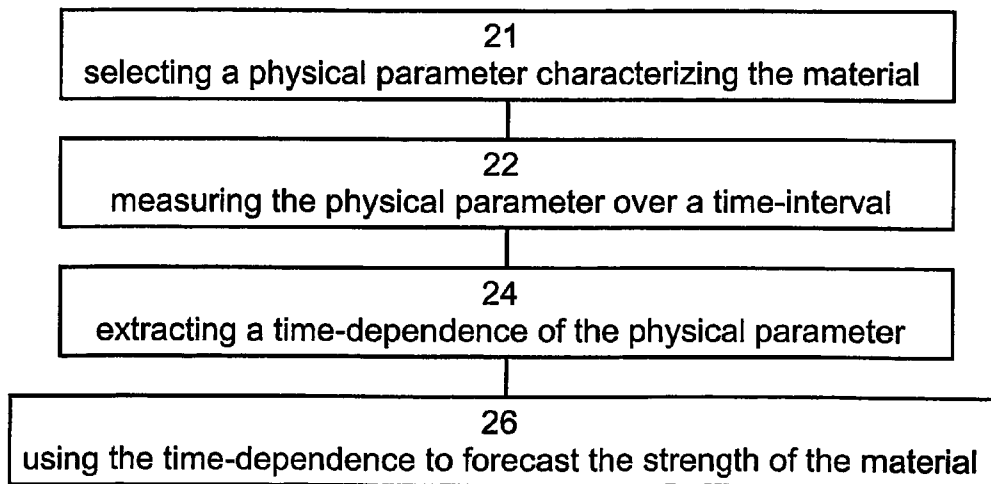 21
selecting a physical parameter characterizing the material
22
measuring the physical parameter over a time-interval
24
extracting a time-dependence of the physical parameter
26
using the time-dependence to forecast the strength of the material